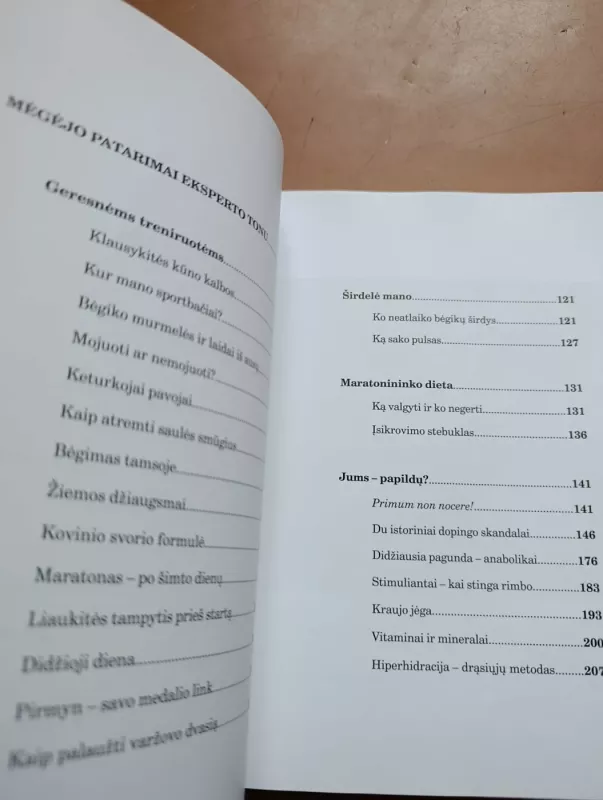 MĖGĖJO PATARIMAI EKSPERTO TONU
Geresnėms treniruotėms
Klausykitės kūno kalbos
Kur mano sportbačiai?
Bėgiko murmelės ir laidai iš ausų
Mojuoti ar nemojuoti?
Keturkojai pavojai
Kaip atremti saulės smūgius
Bėgimas tamsoje
Žiemos džiaugsmai
Kovinio svorio formulė
Maratonas – po šimto dienų
Liaukitės tampytis prieš startą
Didžioji diena
Pirmyn – savo medalio link
Kaip palaužti varžovo dvasią
Širdelė mano 121
Ko neatlaiko bėgikų širdys 121
Ką sako pulsas 127
Maratonininko dieta 131
Ką valgyti ir ko negerti 131
Įsikrovimo stebuklas 136
Jums – papildų? 141
Primum non nocere! 141
Du istoriniai dopingo skandalai 146
Didžiausia pagunda – anabolikai 176
Stimuliantai – kai stinga rimbo 183
Kraujo jėga 193
Vitaminai ir mineralai 200
Hiperhidracija – drąsiųjų metodas 207